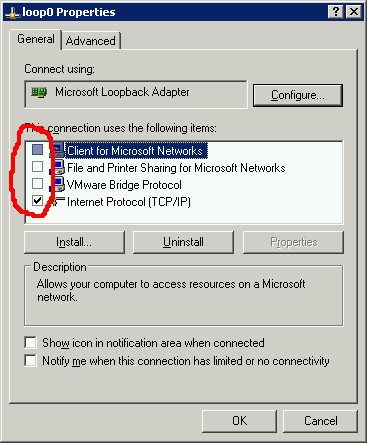 loop0 Properties
General
Advanced
Connect using:
Microsoft Loopback Adapter
Configure...
This connection uses the following items:
Client for Microsoft Networks
File and Printer Sharing for Microsoft Networks
VMware Bridge Protocol
Internet Protocol (TCP/IP)
Install...
Uninstall
Properties
Description
Allows your computer to access resources on a Microsoft
network.
Show icon in notification area when connected
Notify me when this connection has limited or no connectivity
OK
Cancel